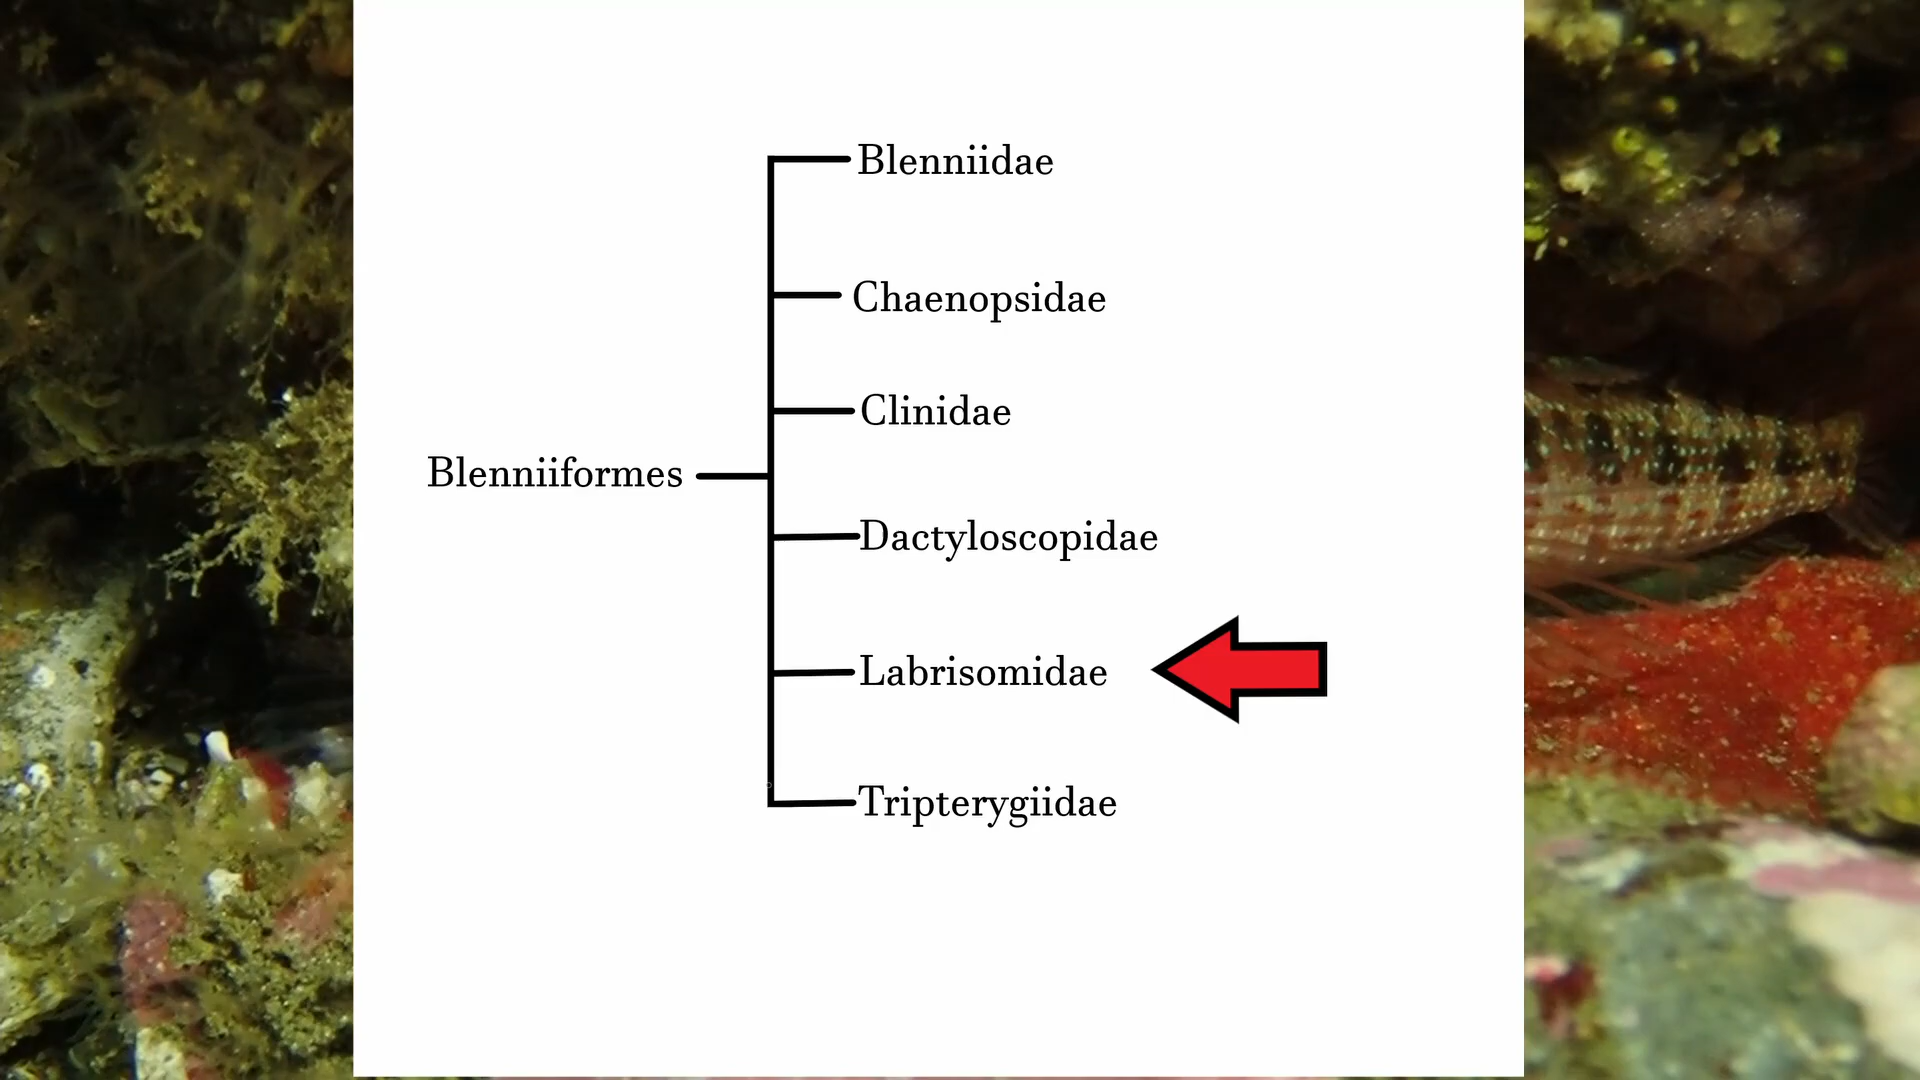 Blenniidae
Chaenopsidae
Clinidae
Blenniiformes
Dactyloscopidae
Labrisomidae
Tripterygiidae